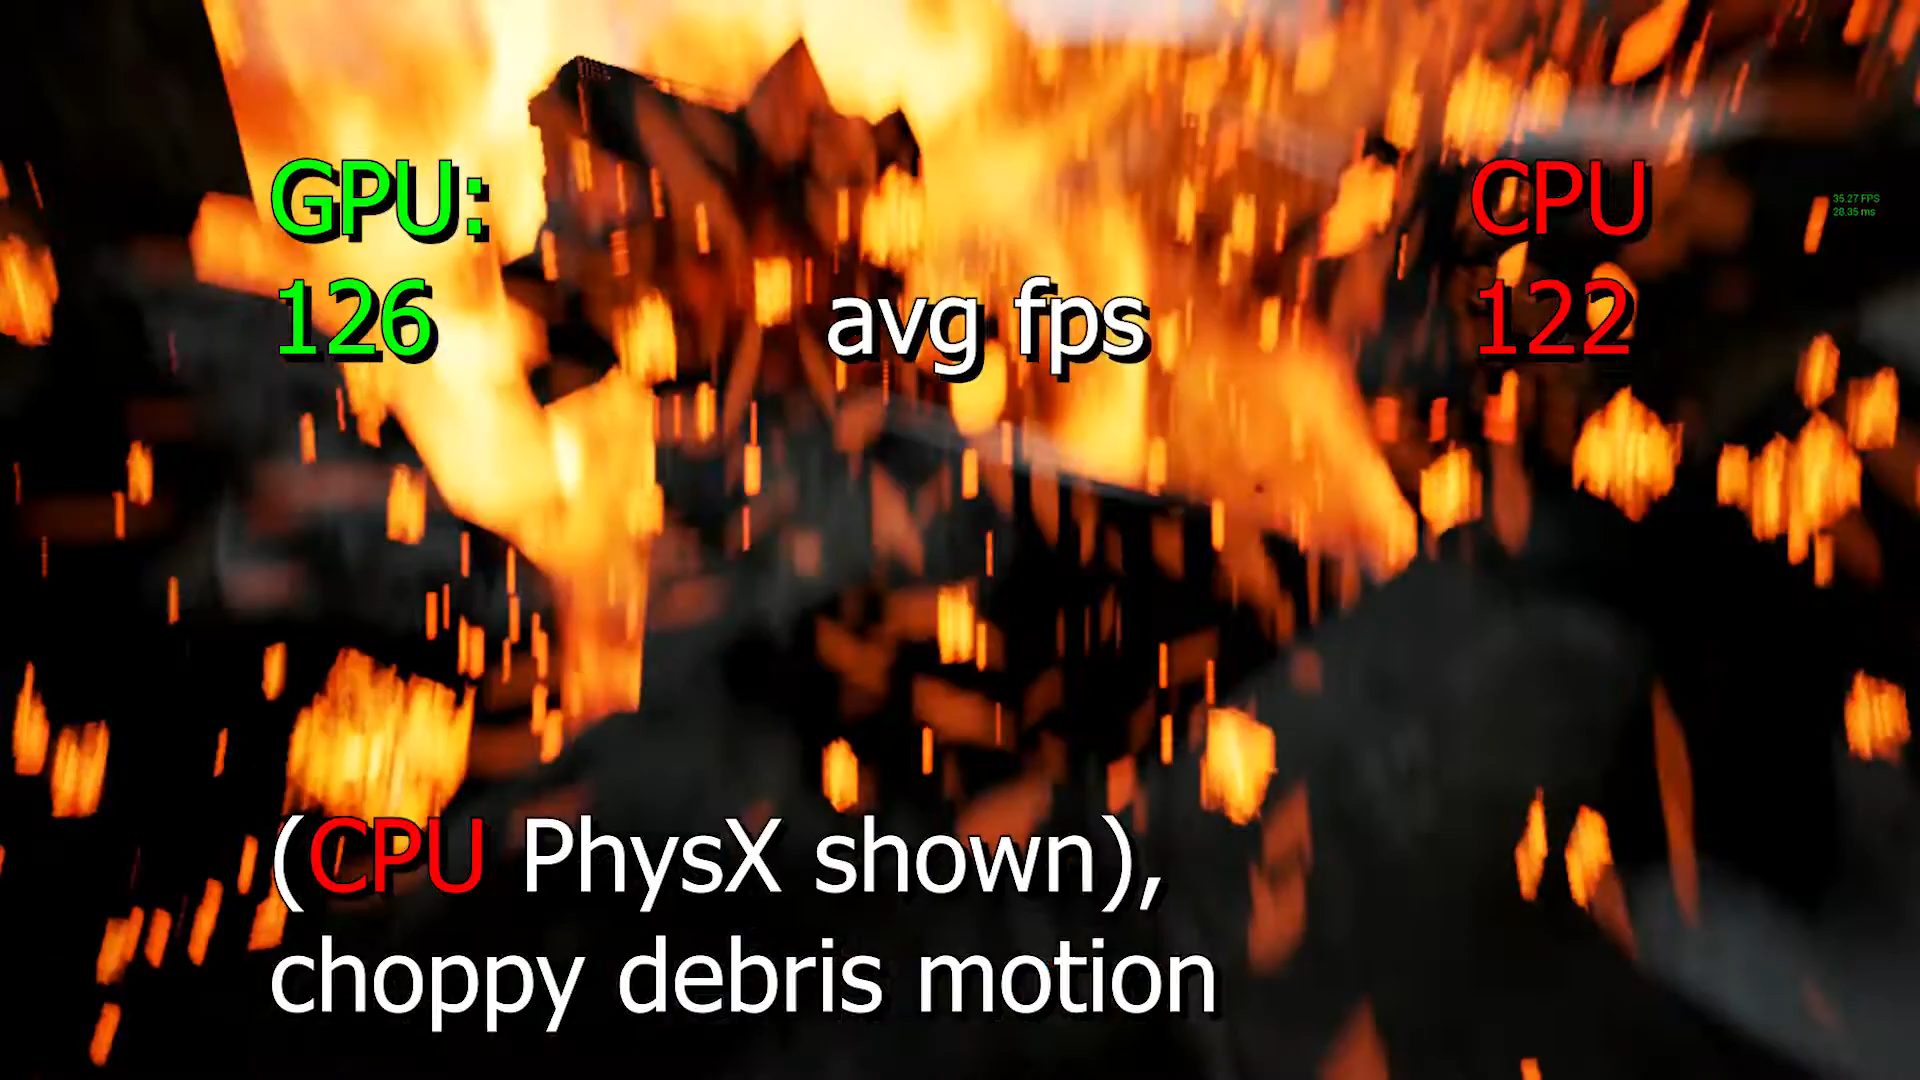 GPU:
CPU
35.27 FPS
28.35 ms
126
avg fps
122
(CPU PhysX shown),
choppy debris motion